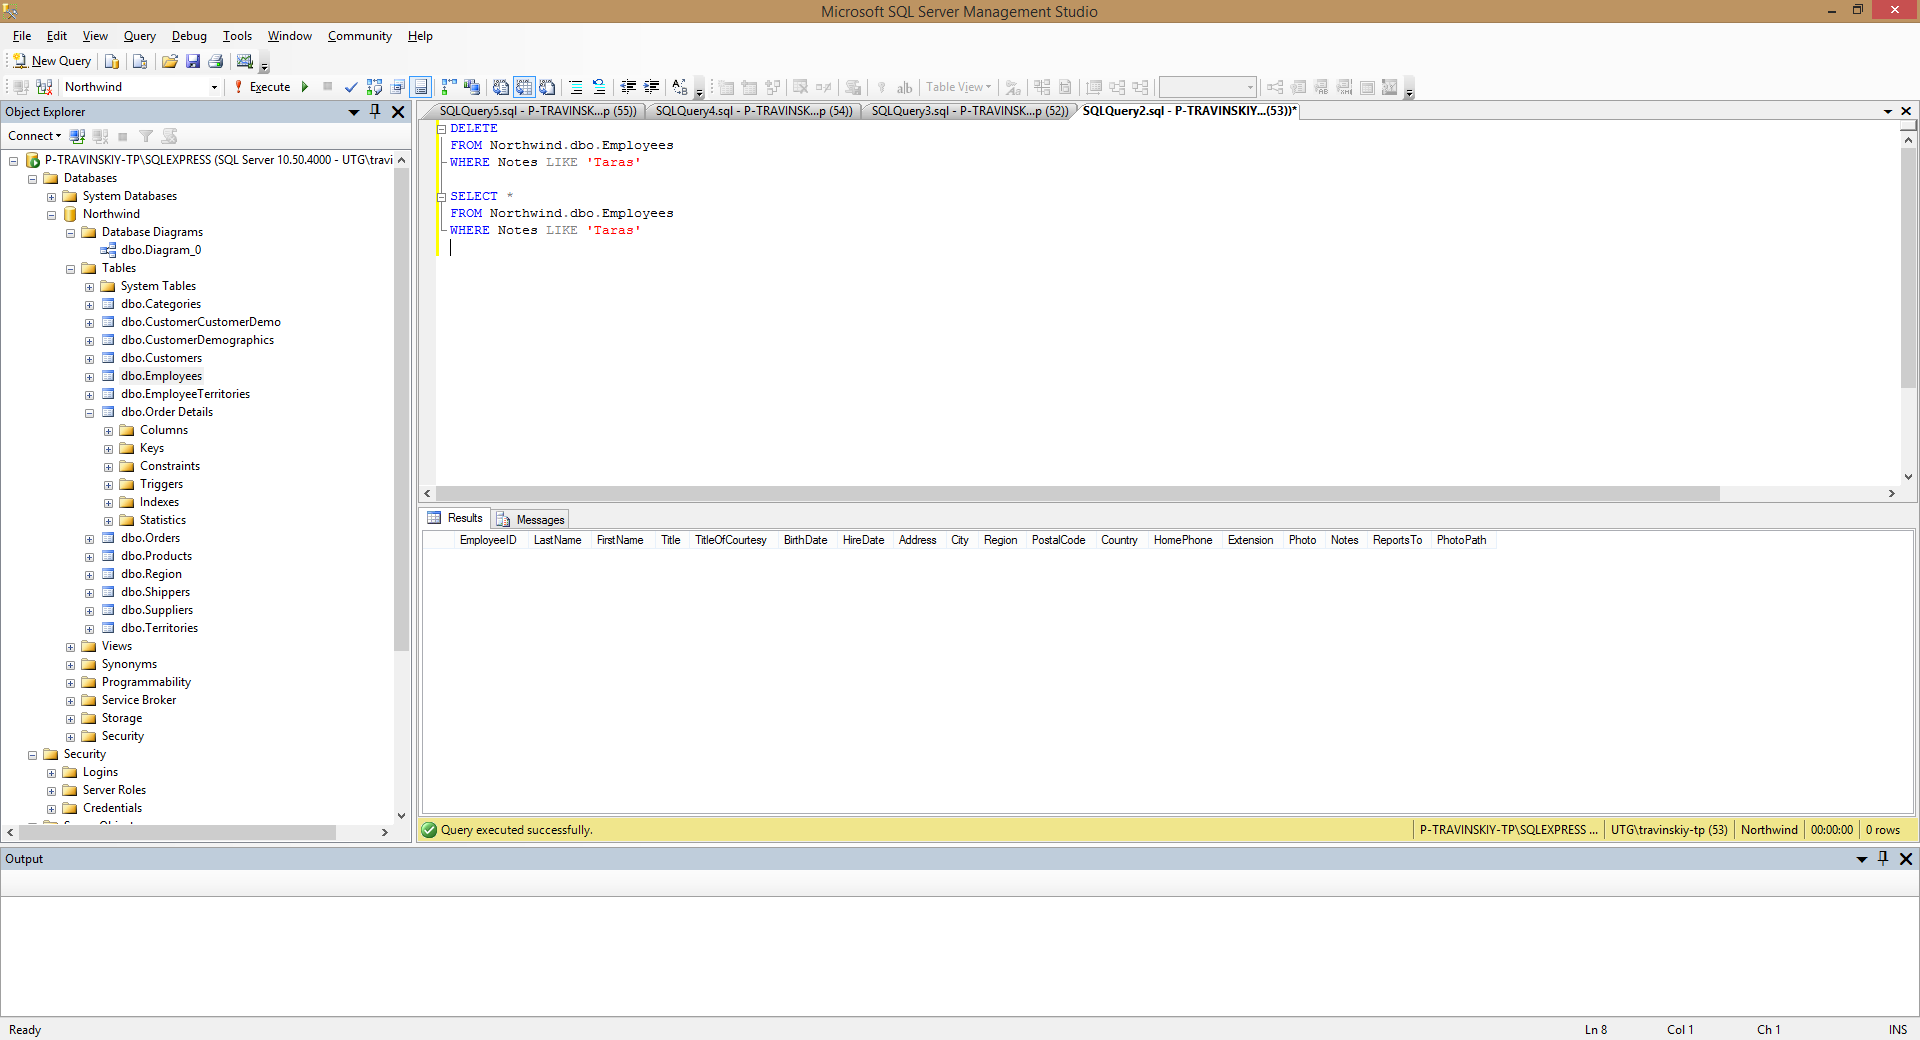 Microsoft SQL Server Management Studio
File Edit View Query Debug Tools Window Community Help
New Query
Northwind Execute Table View
Object Explorer
Connect
P-TRAVINSKIY-TP\SQLEXPRESS (SQL Server 10.50.4000 - UTG\travi
Databases
System Databases
Northwind
Database Diagrams
dbo.Diagram_0
Tables
System Tables
dbo.Categories
dbo.CustomerCustomerDemo
dbo.CustomerDemographics
dbo.Customers
dbo.Employees
dbo.EmployeeTerritories
dbo.Order Details
Columns
Keys
Constraints
Triggers
Indexes
Statistics
dbo.Orders
dbo.Products
dbo.Region
dbo.Shippers
dbo.Suppliers
dbo.Territories
Views
Synonyms
Programmability
Service Broker
Storage
Security
Security
Logins
Server Roles
Credentials
SQLQuery5.sql - P-TRAVINSK...p (55)) SQLQuery4.sql - P-TRAVINSK...p (54)) SQLQuery3.sql - P-TRAVINSK...p (52)) SQLQuery2.sql - P-TRAVINSKIY...(53))*
DELETE
FROM Northwind.dbo.Employees
WHERE Notes LIKE 'Taras'
SELECT *
FROM Northwind.dbo.Employees
WHERE Notes LIKE 'Taras'
Results Messages
EmployeeID LastName FirstName Title TitleOfCourtesy BirthDate HireDate Address City Region PostalCode Country HomePhone Extension Photo Notes ReportsTo PhotoPath
Query executed successfully. P-TRAVINSKIY-TP\SQLEXPRESS ... UTG\travinskiy-tp (53) Northwind 00:00:00 0 rows
Output
Ready Ln 8 Col 1 Ch 1 INS